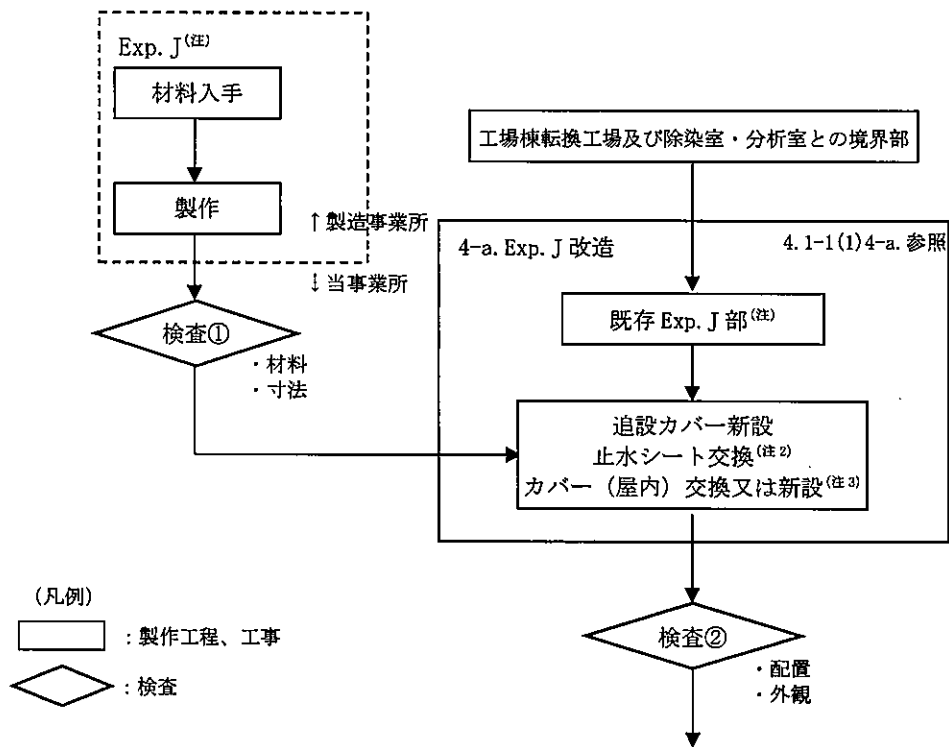 Exp. J(注)
材料入手
製作
↑製造事業所
↓当事業所
検査①
・材料
・寸法
工場棟転換工場及び除染室・分析室との境界部
4-a. Exp. J 改造
4.1-1(1)4-a. 参照
既存 Exp. J 部(注)
追設カバー新設
止水シート交換(注2)
カバー（屋内）交換又は新設(注3)
検査②
・配置
・外観
(凡例)
：製作工程、工事
：検査